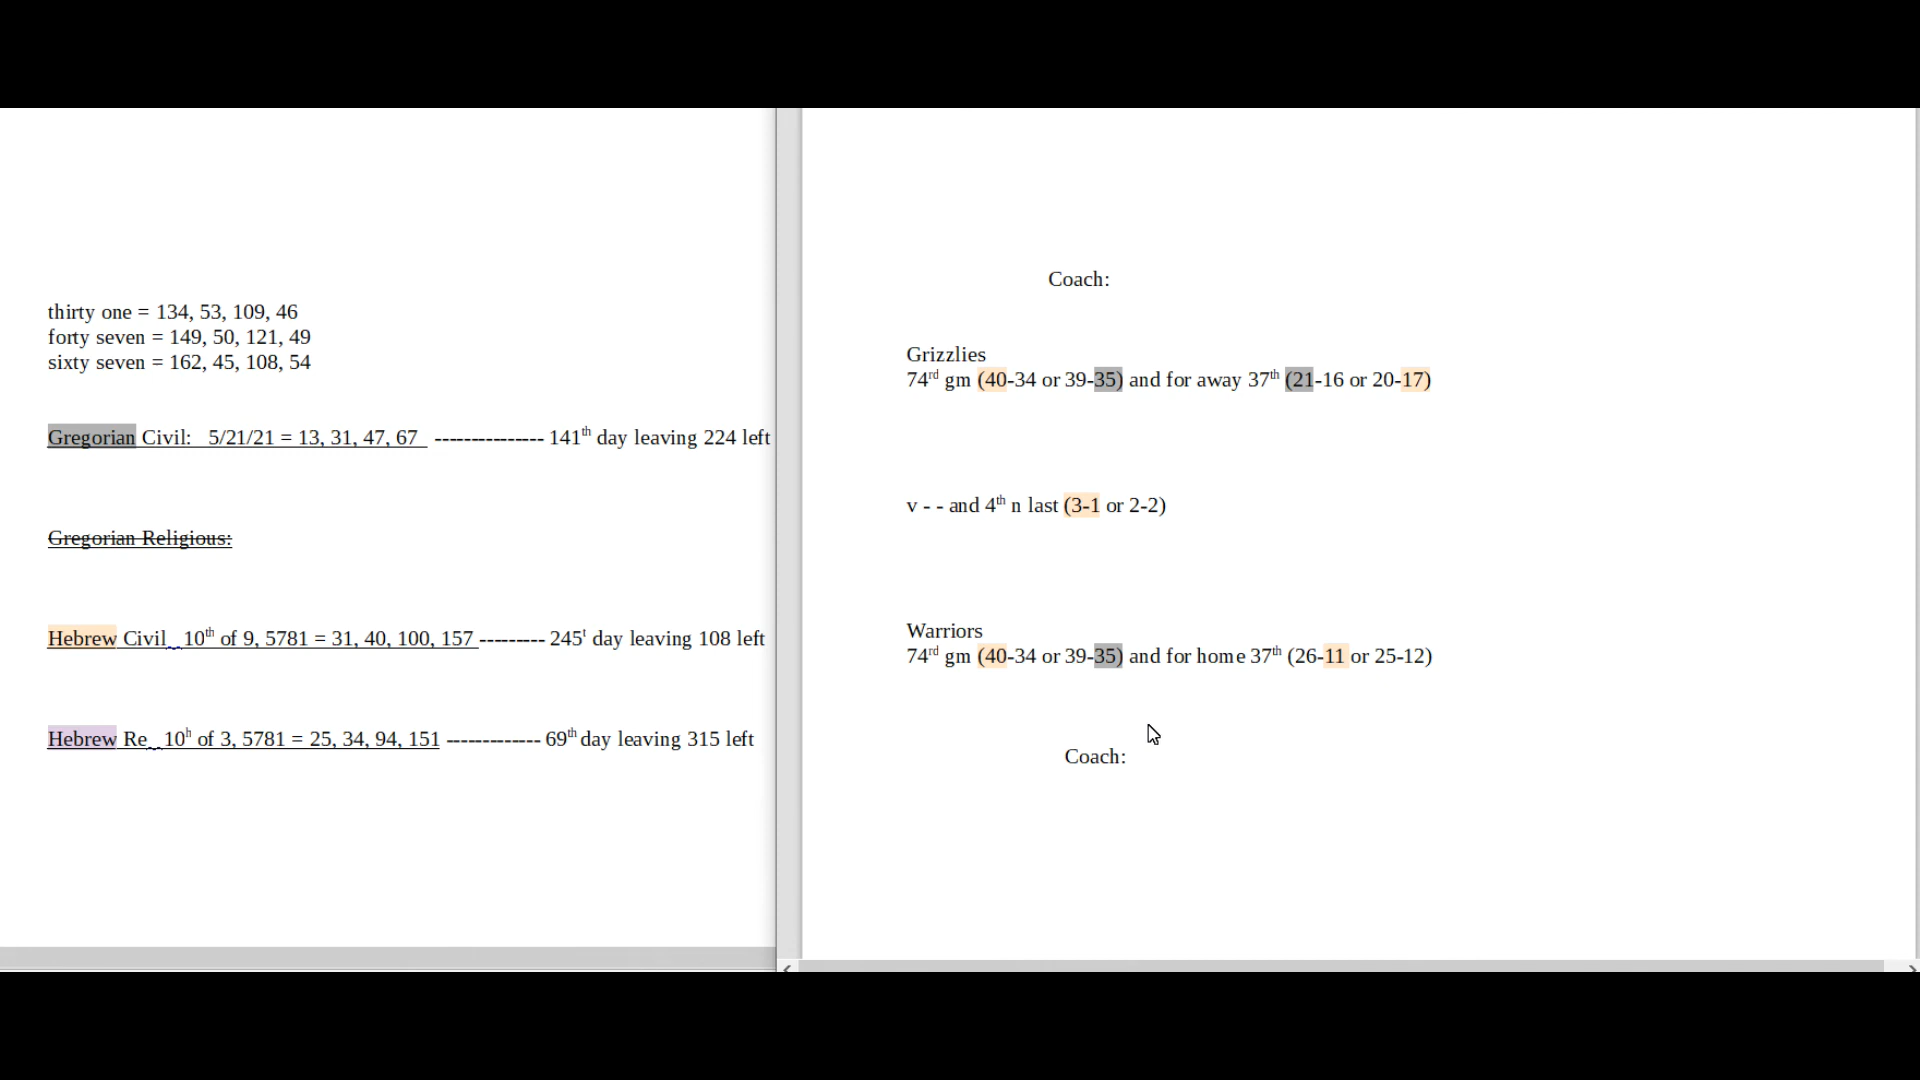 thirty one = 134, 53, 109, 46
forty seven = 149, 50, 121, 49
sixty seven = 162, 45, 108, 54
Gregorian Civil: 5/21/21 = 13, 31, 47, 67 --------------- 141th day leaving 224 left
Gregorian Religious:
Hebrew Civil 10th of 9, 5781 = 31, 40, 100, 157 --------- 245t day leaving 108 left
Hebrew Re 10h of 3, 5781 = 25, 34, 94, 151 ------------- 69th day leaving 315 left
Coach:
Grizzlies
74rd gm (40-34 or 39-35) and for away 37th (21-16 or 20-17)
v - - and 4th n last (3-1 or 2-2)
Warriors
74rd gm (40-34 or 39-35) and for home 37th (26-11 or 25-12)
Coach: